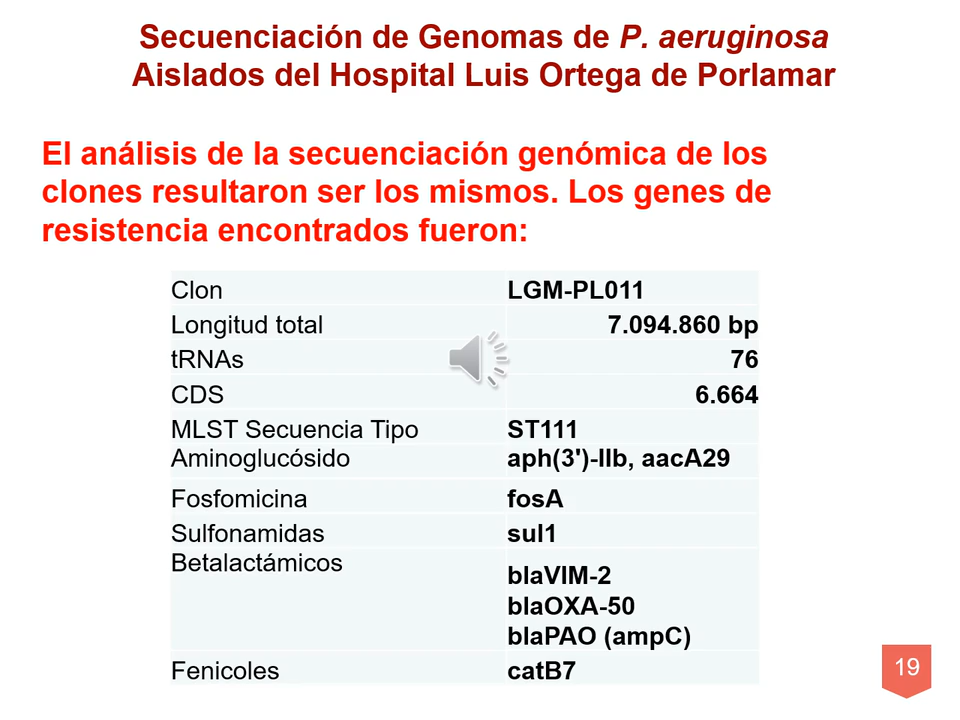 Secuenciación de Genomas de P. aeruginosa
Aislados del Hospital Luis Ortega de Porlamar
El análisis de la secuenciación genómica de los
clones resultaron ser los mismos. Los genes de
resistencia encontrados fueron:
Clon LGM-PL011
Longitud total 7.094.860 bp
tRNAs 76
CDS 6.664
MLST Secuencia Tipo ST111
Aminoglucósido aph(3')-IIb, aacA29
Fosfomicina fosA
Sulfonamidas sul1
Betalactámicos
blaVIM-2
blaOXA-50
blaPAO (ampC)
Fenicoles catB7
19